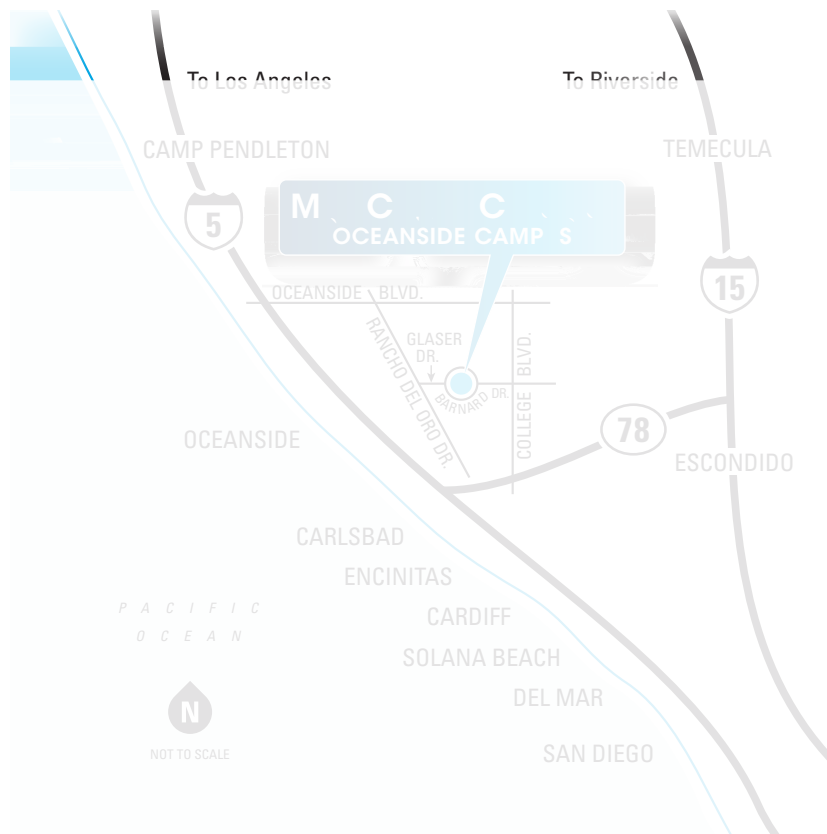 To Los Angeles
To Riverside
CAMP PENDLETON
TEMECULA
M C C
OCEANSIDE CAMP S
5
15
OCEANSIDE BLVD.
GLASER
DR.
RANCHO DEL ORO DR.
BARNARD DR.
COLLEGE BLVD.
78
OCEANSIDE
ESCONDIDO
CARLSBAD
ENCINITAS
PACIFIC
OCEAN
CARDIFF
SOLANA BEACH
DEL MAR
N
NOT TO SCALE
SAN DIEGO